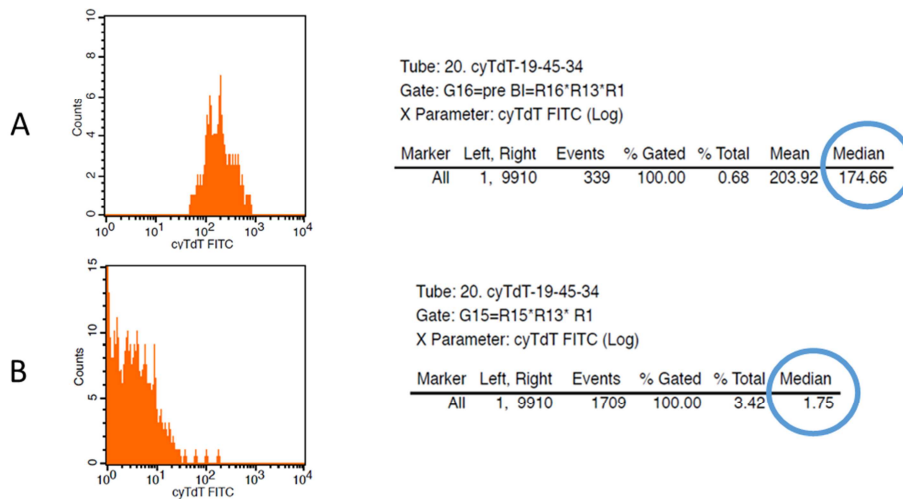 A
10
8
6
4
2
0
Counts
10⁰ 10¹ 10² 10³ 10⁴
cyTdT FITC
Tube: 20. cyTdT-19-45-34
Gate: G16=pre BI=R16*R13*R1
X Parameter: cyTdT FITC (Log)
Marker Left, Right Events % Gated % Total Mean Median
All 1, 9910 339 100.00 0.68 203.92 174.66
B
15
10
5
0
Counts
10⁰ 10¹ 10² 10³ 10⁴
cyTdT FITC
Tube: 20. cyTdT-19-45-34
Gate: G15=R15*R13* R1
X Parameter: cyTdT FITC (Log)
Marker Left, Right Events % Gated % Total Median
All 1, 9910 1709 100.00 3.42 1.75